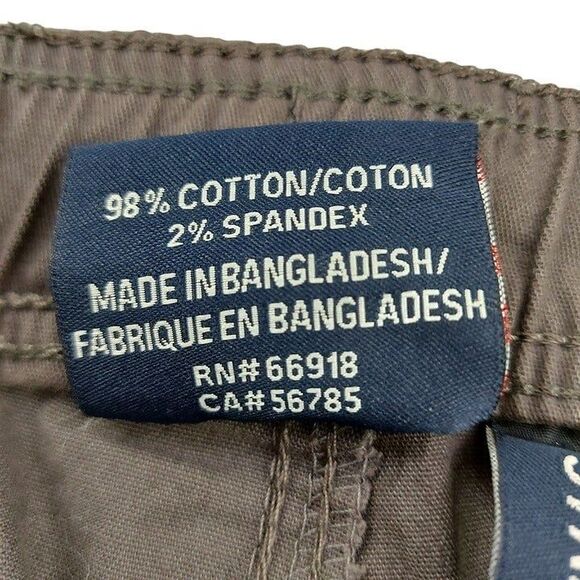 98% COTTON/COTON
2% SPANDEX
MADE IN BANGLADESH/
FABRIQUE EN BANGLADESH
RN# 66918
CA# 56785